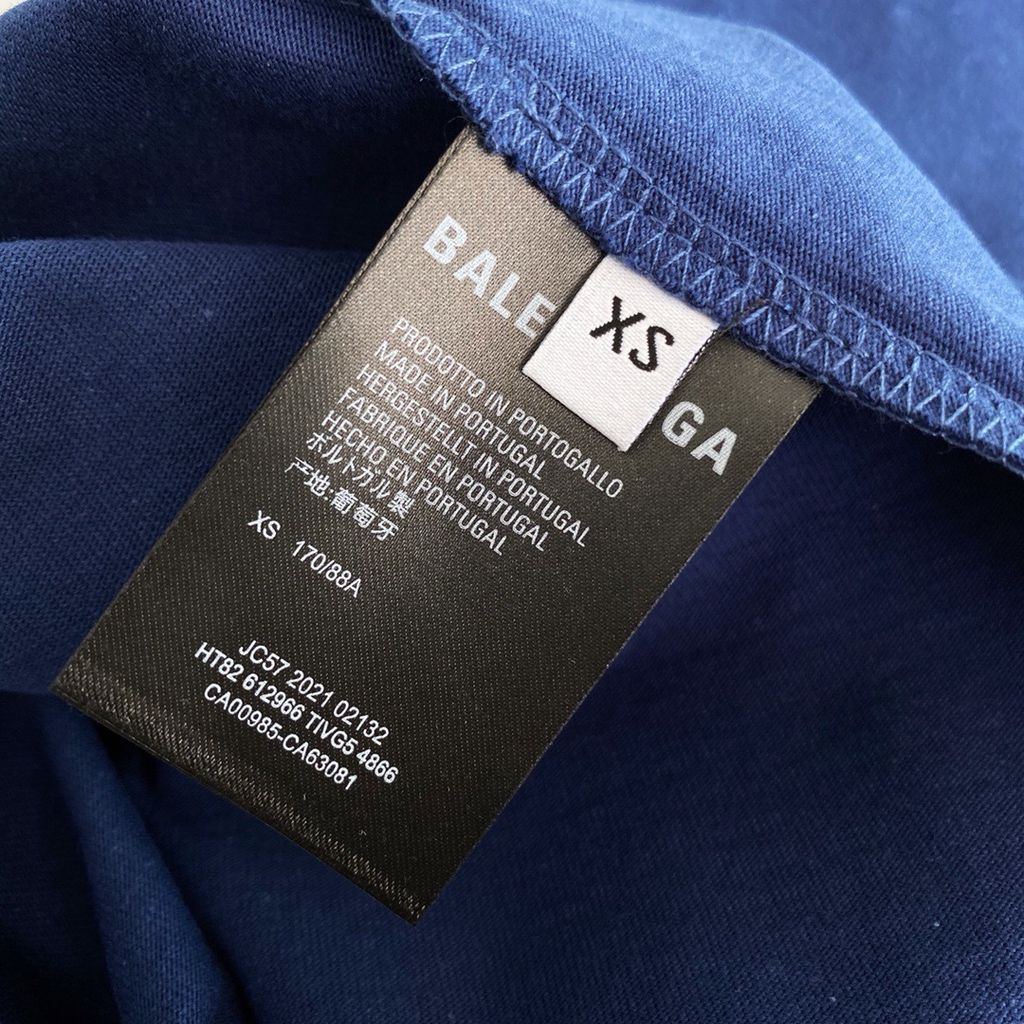 BALE GA
XS
PRODOTTO IN PORTOGALLO
MADE IN PORTUGAL
HERGESTELLT IN PORTUGAL
FABRIQUE EN PORTUGAL
HECHO EN PORTUGAL
ポルトガル製
产地:葡萄牙
XS 170/88A
JC57 2021 02132
HT82 612966 TIVG5 4866
CA00985-CA63081